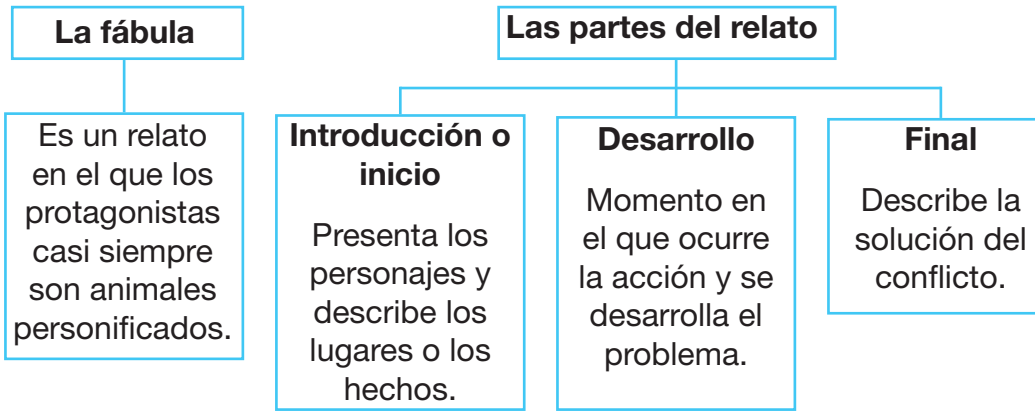 La fábula
Es un relato
en el que los
protagonistas
casi siempre
son animales
personificados.
Las partes del relato
Introducción o
inicio
Presenta los
personajes y
describe los
lugares o los
hechos.
Desarrollo
Momento en
el que ocurre
la acción y se
desarrolla el
problema.
Final
Describe la
solución del
conflicto.